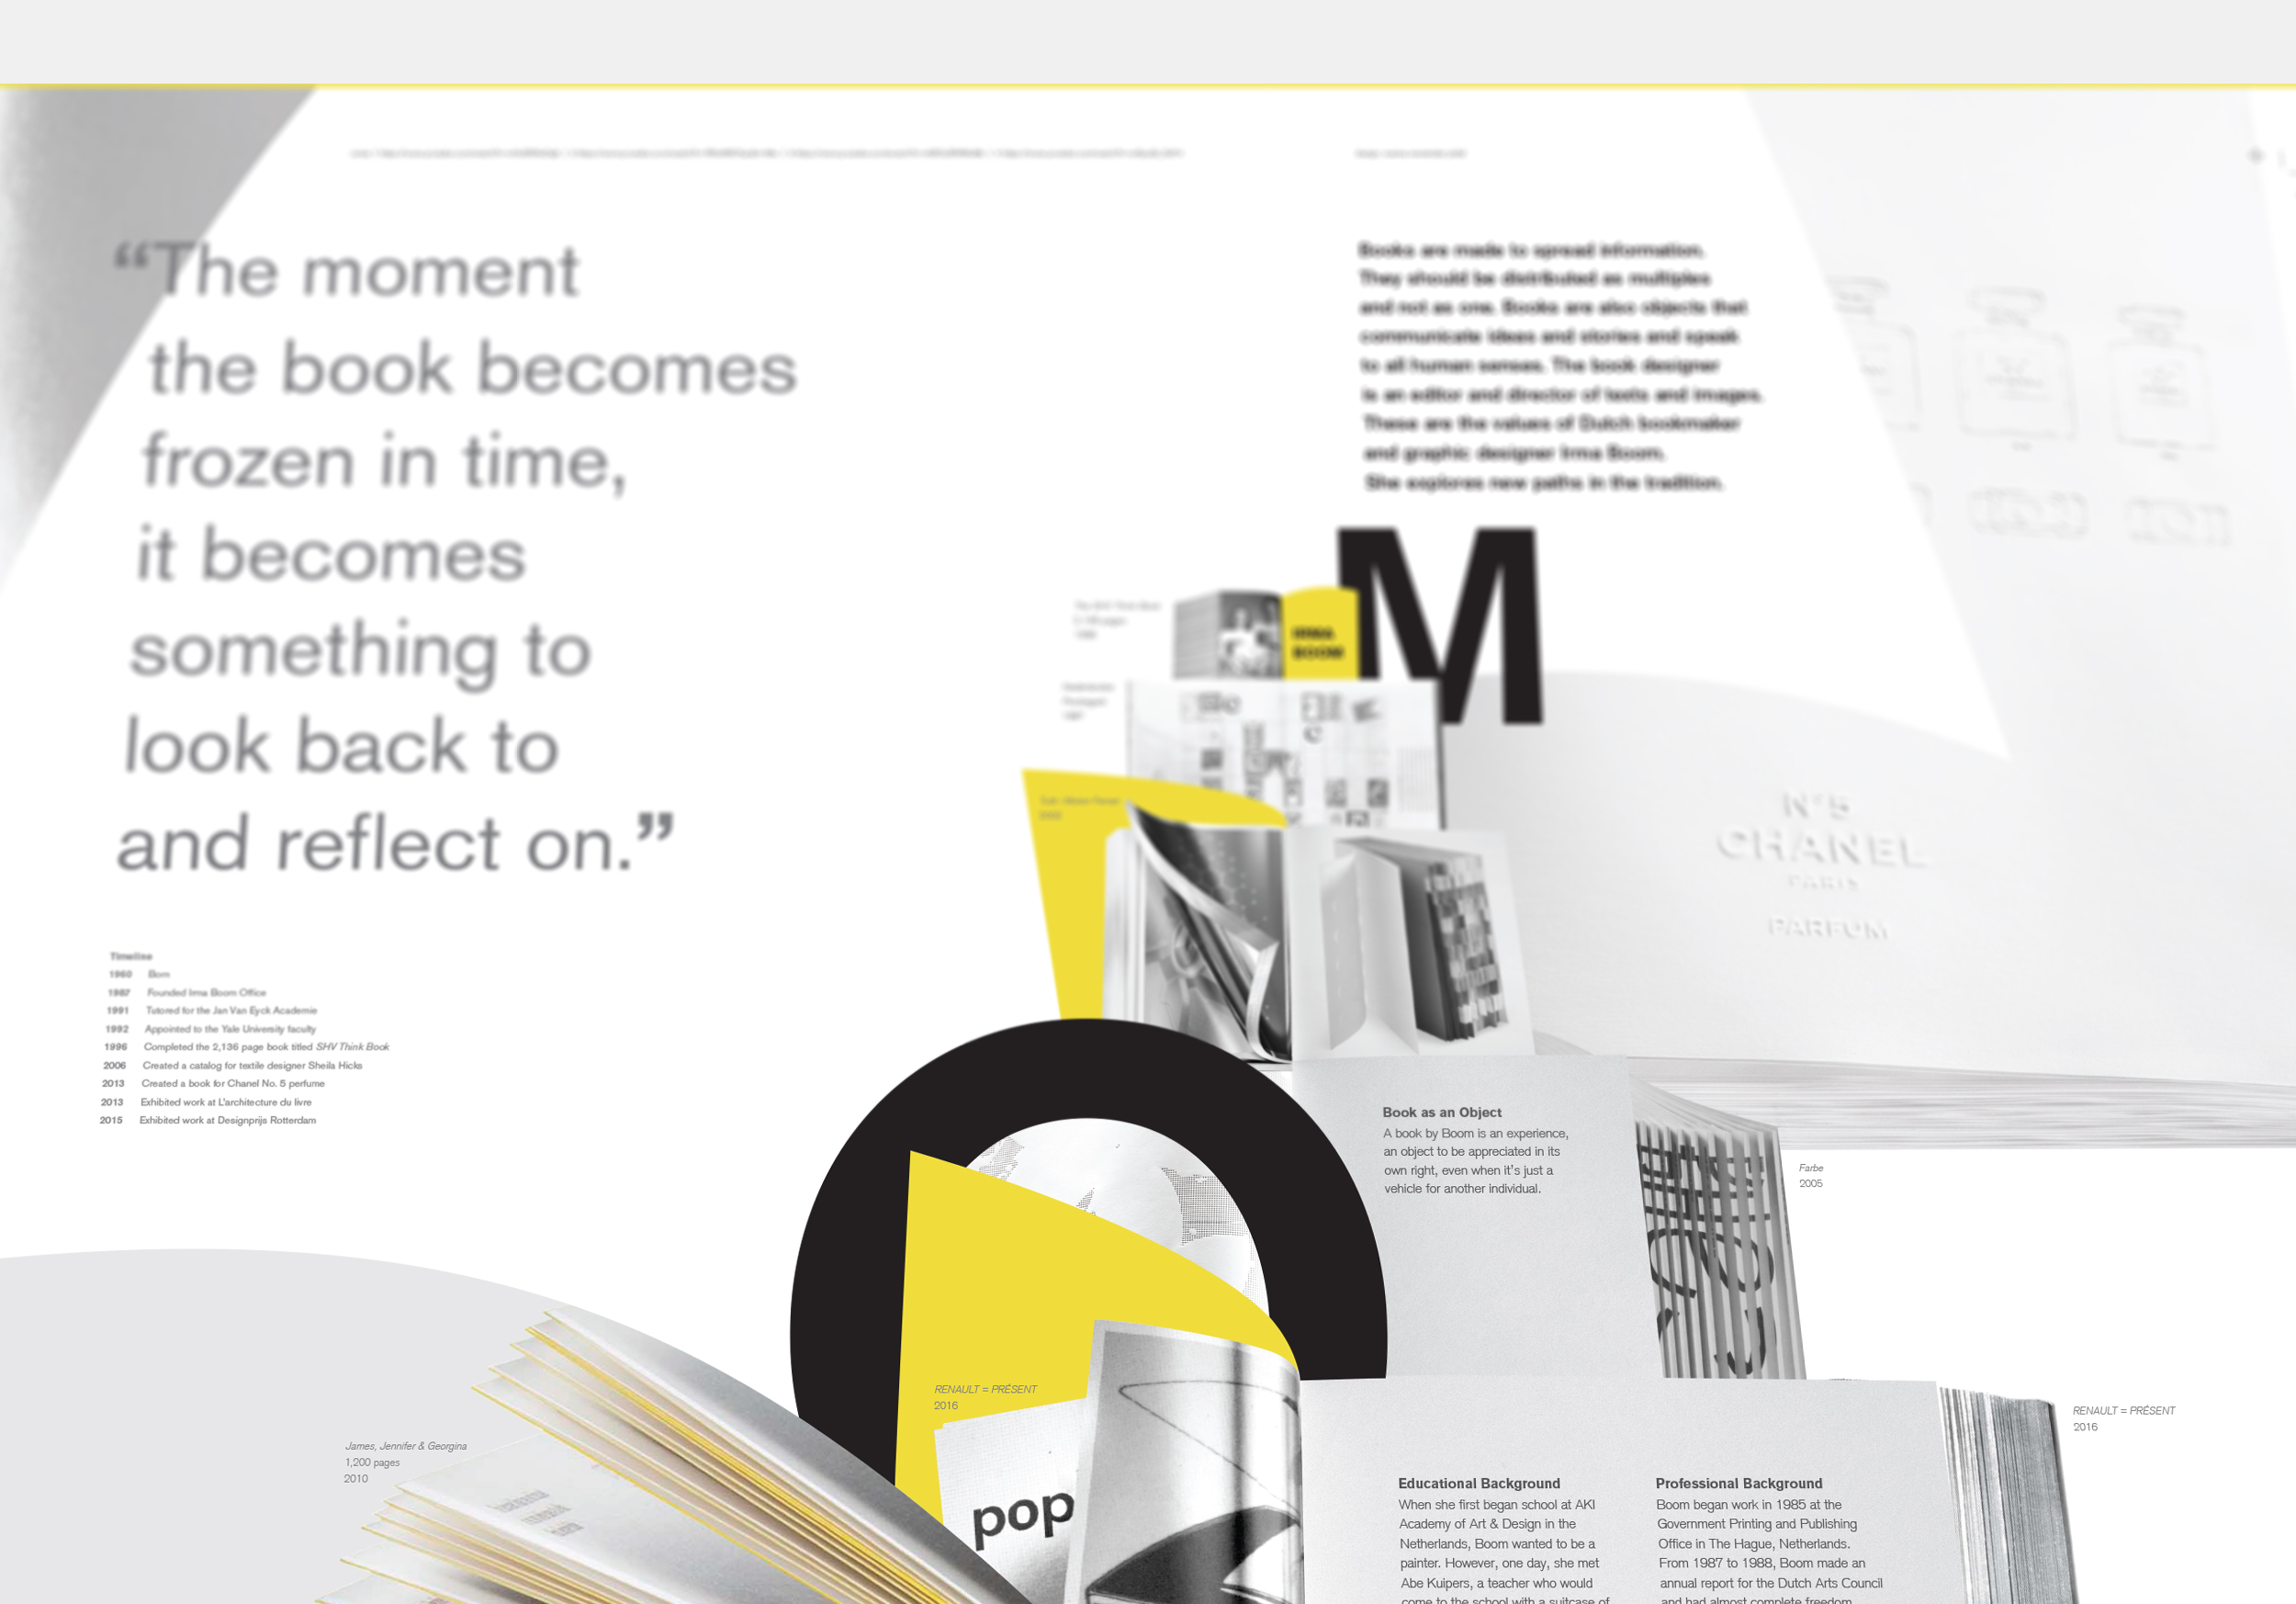 “The moment
the book becomes
frozen in time,
it becomes
something to
look back to
and reflect on.”
Books are made to spread information.
They should be distributed as multiples
and not as one. Books are also objects that
communicate ideas and stories and speak
to all human senses. The book designer
is an editor and director of texts and images.
These are the values of Dutch bookmaker
and graphic designer Irma Boom.
She explores new paths in the tradition.
M
IRMA
BOOM
N°5
CHANEL
PARIS
PARFUM
Timeline
1960 Born
1987 Founded Irma Boom Office
1991 Tutored for the Jan Van Eyck Academie
1992 Appointed to the Yale University faculty
1996 Completed the 2,136 page book titled SHV Think Book
2006 Created a catalog for textile designer Sheila Hicks
2013 Created a book for Chanel No. 5 perfume
2013 Exhibited work at L’architecture du livre
2015 Exhibited work at Designprijs Rotterdam
O
Book as an Object
A book by Boom is an experience,
an object to be appreciated in its
own right, even when it’s just a
vehicle for another individual.
Farbe
2005
RENAULT = PRÉSENT
2016
pop
James, Jennifer & Georgina
1,200 pages
2010
RENAULT = PRÉSENT
2016
Educational Background
When she first began school at AKI
Academy of Art & Design in the
Netherlands, Boom wanted to be a
painter. However, one day, she met
Abe Kuipers, a teacher who would
come to the school with a suitcase of
Professional Background
Boom began work in 1985 at the
Government Printing and Publishing
Office in The Hague, Netherlands.
From 1987 to 1988, Boom made an
annual report for the Dutch Arts Council
and had almost complete freedom